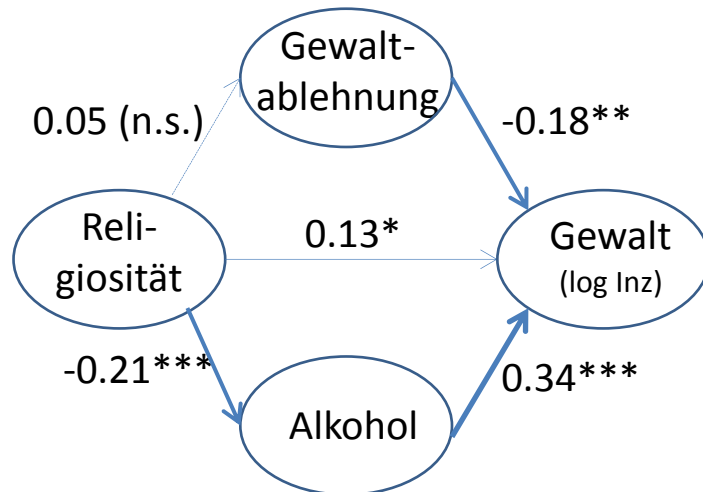 Gewalt-
ablehnung
0.05 (n.s.)
-0.18**
Reli-
giosität
0.13*
Gewalt
(log Inz)
-0.21***
0.34***
Alkohol